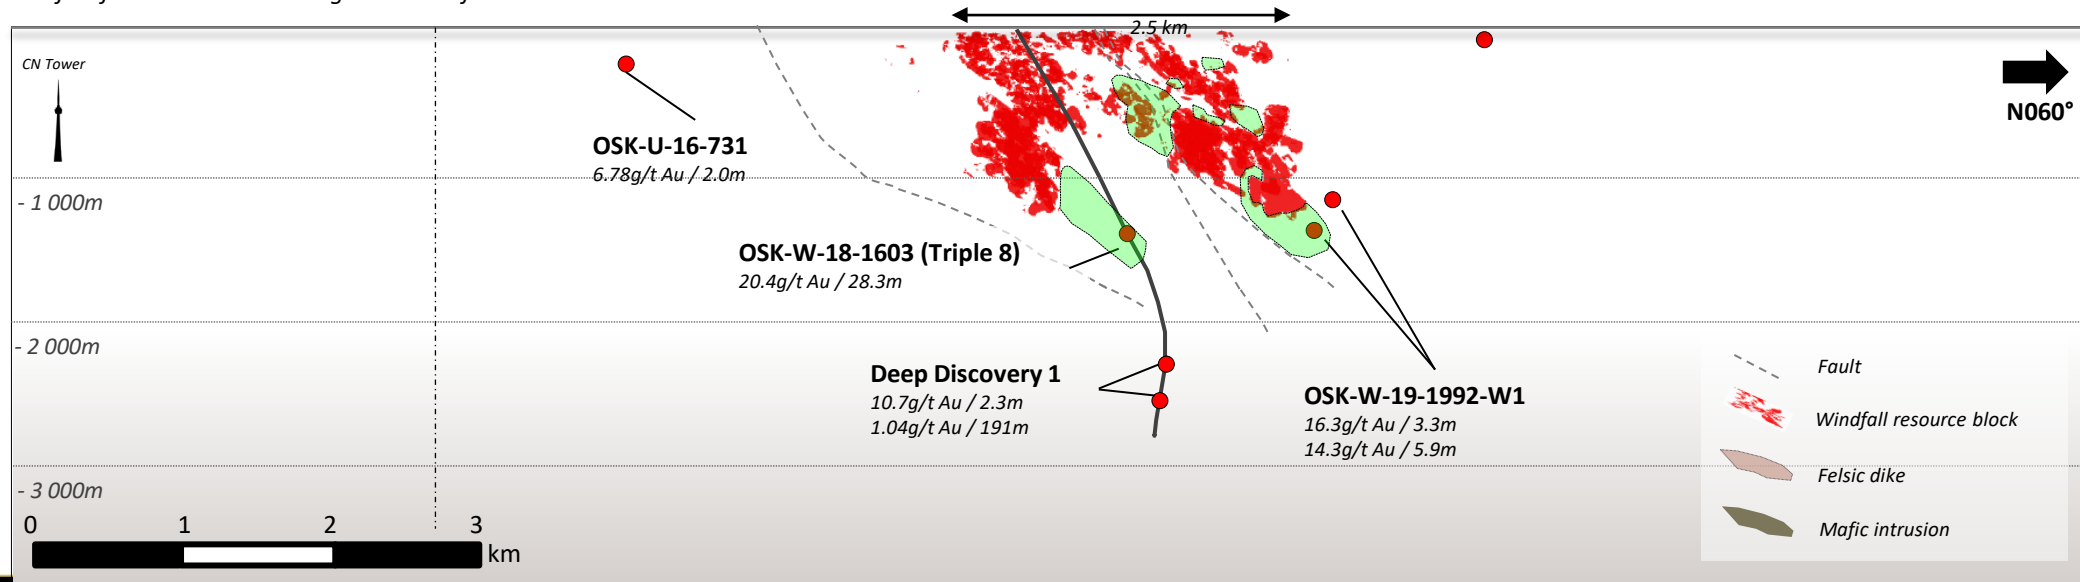 2.5 km
CN Tower
N060°
OSK-U-16-731
6.78g/t Au / 2.0m
- 1 000m
OSK-W-18-1603 (Triple 8)
20.4g/t Au / 28.3m
- 2 000m
Deep Discovery 1
10.7g/t Au / 2.3m
1.04g/t Au / 191m
OSK-W-19-1992-W1
16.3g/t Au / 3.3m
14.3g/t Au / 5.9m
Fault
Windfall resource block
Felsic dike
Mafic intrusion
- 3 000m
0 1 2 3
km